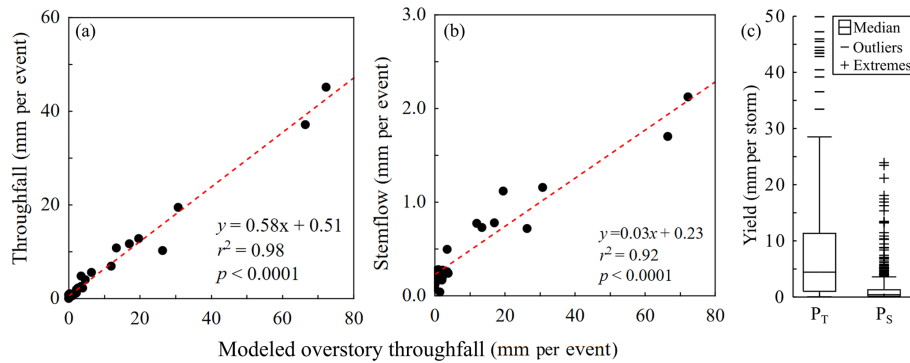 (a)
Throughfall (mm per event)
60
40
20
0
y = 0.58x + 0.51
r² = 0.98
p < 0.0001
0 20 40 60 80
(b)
Stemflow (mm per event)
3.0
2.0
1.0
0.0
y=0.03x + 0.23
r² = 0.92
p < 0.0001
0 20 40 60 80
Modeled overstory throughfall (mm per event)
(c)
Yield (mm per storm)
50
40
30
20
10
5
0
Median
Outliers
Extremes
P_T P_S